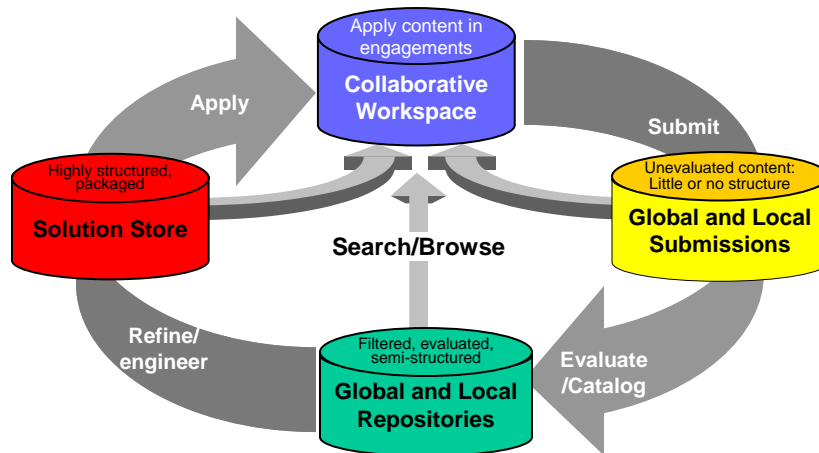 Apply content in
engagements
Collaborative
Workspace
Apply
Submit
Highly structured,
packaged
Solution Store
Unevaluated content:
Little or no structure
Global and Local
Submissions
Search/Browse
Refine/
engineer
Filtered, evaluated,
semi-structured
Global and Local
Repositories
Evaluate
/Catalog